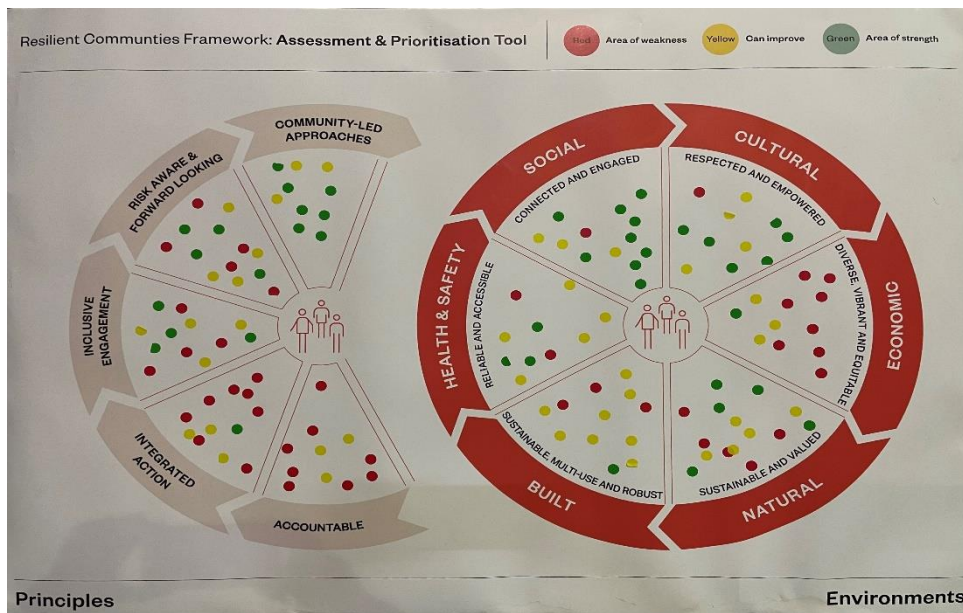 Resilient Communties Framework: Assessment & Prioritisation Tool
Red Area of weakness
Yellow Can improve
Green Area of strength
COMMUNITY-LED
APPROACHES
RISK AWARE &
FORWARD LOOKING
INCLUSIVE
ENGAGEMENT
INTEGRATED
ACTION
ACCOUNTABLE
SOCIAL
CONNECTED AND ENGAGED
CULTURAL
RESPECTED AND EMPOWERED
ECONOMIC
DIVERSE, VIBRANT AND EQUITABLE
NATURAL
SUSTAINABLE AND VALUED
BUILT
SUSTAINABLE, MULTI-USE AND ROBUST
HEALTH & SAFETY
RELIABLE AND ACCESSIBLE
Principles
Environments